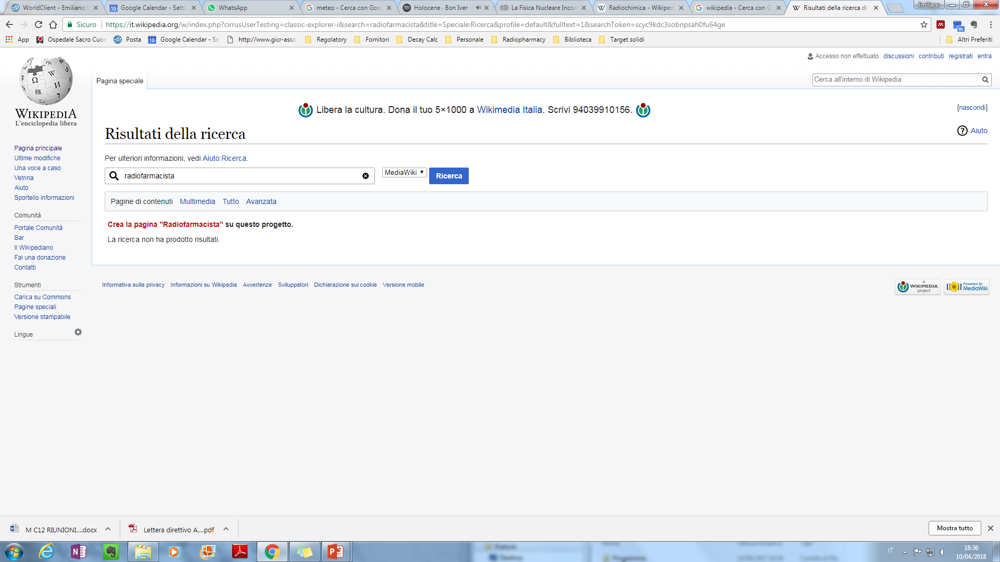 WorldClient - Emiliano
Google Calendar - Setti
WhatsApp
meteo - Cerca con Goo
Holocene · Bon Iver
La Fisica Nucleare Incon
Radiochimica - Wikiped
wikipedia - Cerca con G
Risultati della ricerca di
Emiliano
Sicuro
https://it.wikipedia.org/w/index.php?cirrusUserTesting=classic-explorer-i&search=radiofarmacista&title=Speciale:Ricerca&profile=default&fulltext=1&searchToken=scyc9kdc3sobnpsah0fu64ge
9h
App
Ospedale Sacro Cuor
Posta
Google Calendar - Se
http://www.gicr-asso
Regolatory
Fornitori
Decay Calc
Personale
Radiopharmacy
Biblioteca
Target solidi
Altri Preferiti
Accesso non effettuato discussioni contributi registrati entra
WIKIPEDIA
L'enciclopedia libera
Pagina speciale
Cerca all'interno di Wikipedia
Libera la cultura. Dona il tuo 5×1000 a Wikimedia Italia. Scrivi 94039910156.
[nascondi]
Risultati della ricerca
Aiuto
Per ulteriori informazioni, vedi Aiuto:Ricerca.
radiofarmacista
MediaWiki
Ricerca
Pagine di contenuti Multimedia Tutto Avanzata
Crea la pagina "Radiofarmacista" su questo progetto.
La ricerca non ha prodotto risultati.
Pagina principale
Ultime modifiche
Una voce a caso
Vetrina
Aiuto
Sportello informazioni
Comunità
Portale Comunità
Bar
Il Wikipediano
Fai una donazione
Contatti
Strumenti
Carica su Commons
Pagine speciali
Versione stampabile
Lingue
Informativa sulla privacy Informazioni su Wikipedia Avvertenze Sviluppatori Dichiarazione sui cookie Versione mobile
a
WIKIMEDIA
project
Powered By
MediaWiki
M C12 RIUNIONI....docx
Lettera direttivo A....pdf
Mostra tutto
IT
18:36
10/04/2018